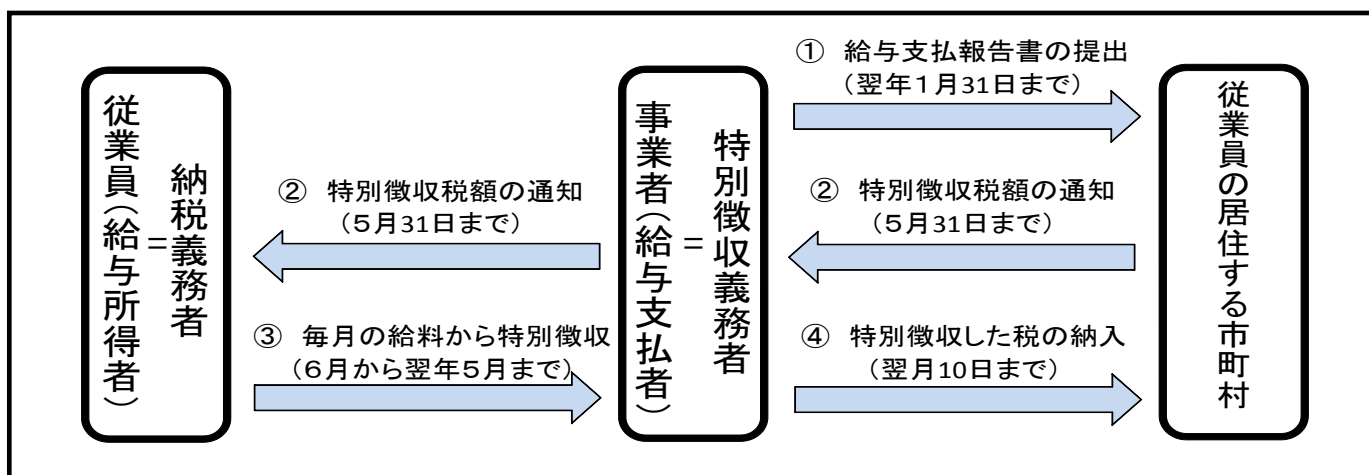 従業員(給与所得者)
=
納税義務者
② 特別徴収税額の通知
(5月31日まで)
③ 毎月の給料から特別徴収
(6月から翌年5月まで)
事業者(給与支払者)
=
特別徴収義務者
① 給与支払報告書の提出
(翌年1月31日まで)
② 特別徴収税額の通知
(5月31日まで)
④ 特別徴収した税の納入
(翌月10日まで)
従業員の居住する市町村